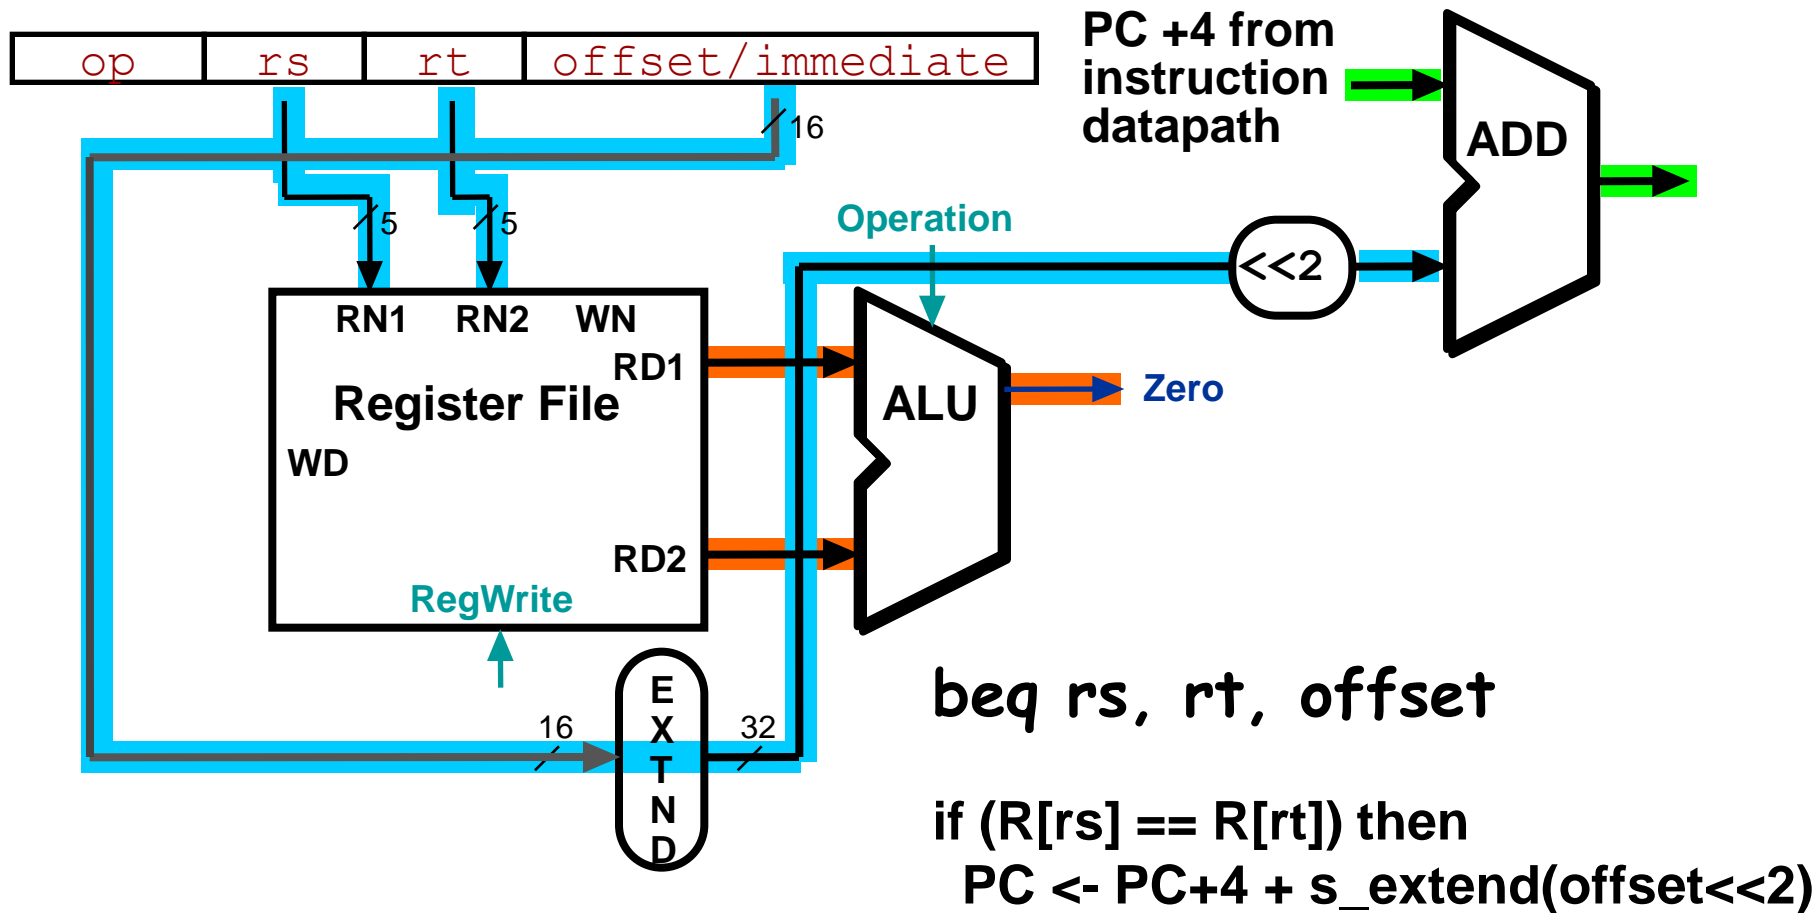 PC +4 from
instruction
datapath
op rs rt offset/immediate
16
ADD
5 5
Operation
<<2
RN1 RN2 WN
RD1
Register File
ALU
Zero
WD
RD2
RegWrite
E
X
T
N
D
16
32
beq rs, rt, offset
if (R[rs] == R[rt]) then
PC <- PC+4 + s_extend(offset<<2)